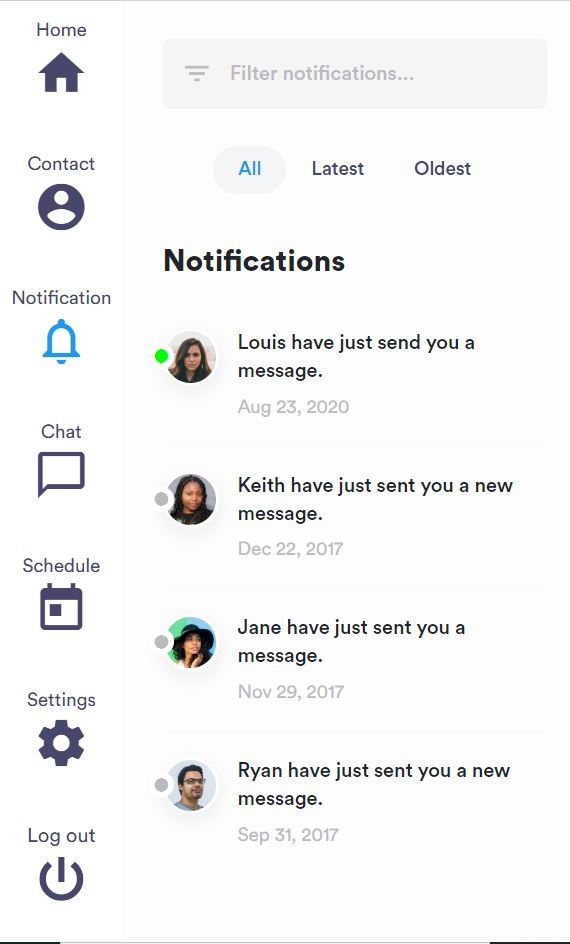 Home
Contact
Notification
Chat
Schedule
Settings
Log out
Filter notifications...
All Latest Oldest
Notifications
Louis have just send you a
message.
Aug 23, 2020
Keith have just sent you a new
message.
Dec 22, 2017
Jane have just sent you a
message.
Nov 29, 2017
Ryan have just sent you a new
message.
Sep 31, 2017